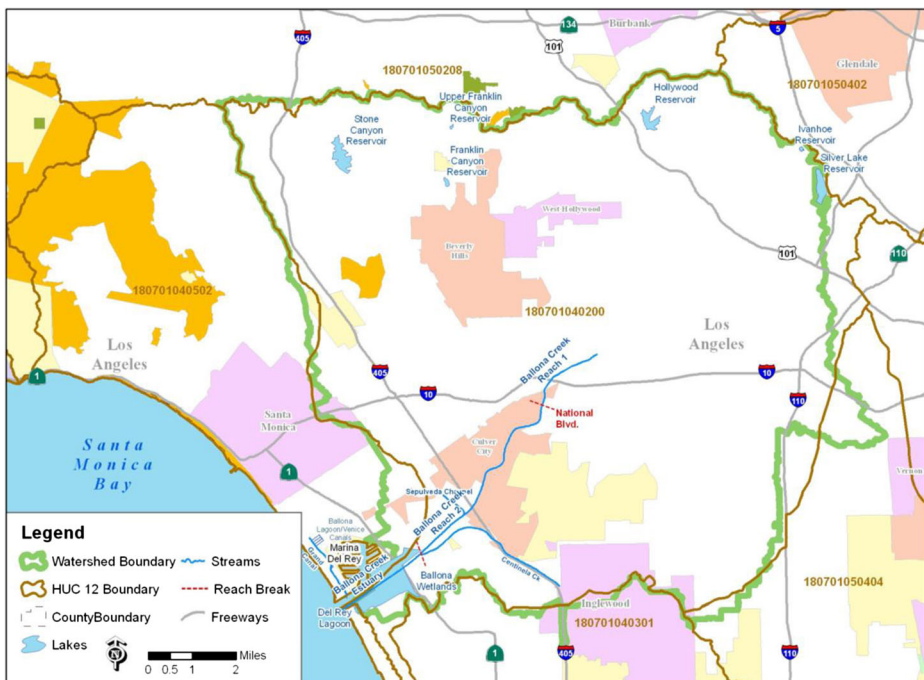 405
134
Burbank
101
5
Glendale
180701050208
180701050402
Upper Franklin
Canyon
Reservoir
Hollywood
Reservoir
Stone
Canyon
Reservoir
Ivanhoe
Reservoir
Franklin
Canyon
Reservoir
Silver Lake
Reservoir
West Hollywood
Beverly
Hills
101
110
180701040502
180701040200
Los
Angeles
Los
Angeles
Ballona Creek
Reach 1
1
405
10
10
110
National
Blvd.
Santa
Monica
Culver
City
Santa
Monica
Bay
1
Sepulveda Channel
Vernon
Ballona Creek
Reach 2
Ballona
Lagoon/Venice
Canals
Marina
Del Rey
Grand
Canal
Ballona Creek
Estuary
Centinela Ck
Ballona
Wetlands
Del Rey
Lagoon
Inglewood
180701050404
180701040301
1
405
110
Legend
Watershed Boundary
Streams
HUC 12 Boundary
Reach Break
CountyBoundary
Freeways
Lakes
N
Miles
0 0.5 1 2